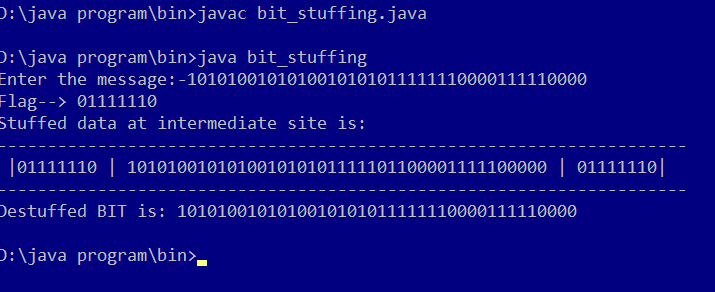 D:\java program\bin>javac bit_stuffing.java
D:\java program\bin>java bit_stuffing
Enter the message:-1010100101010010101011111110000111110000
Flag--> 01111110
Stuffed data at intermediate site is:
---------------------------------------------------------------------
|01111110 | 101010010101001010101111101100001111100000 | 01111110|
---------------------------------------------------------------------
Destuffed BIT is: 1010100101010010101011111110000111110000
D:\java program\bin>